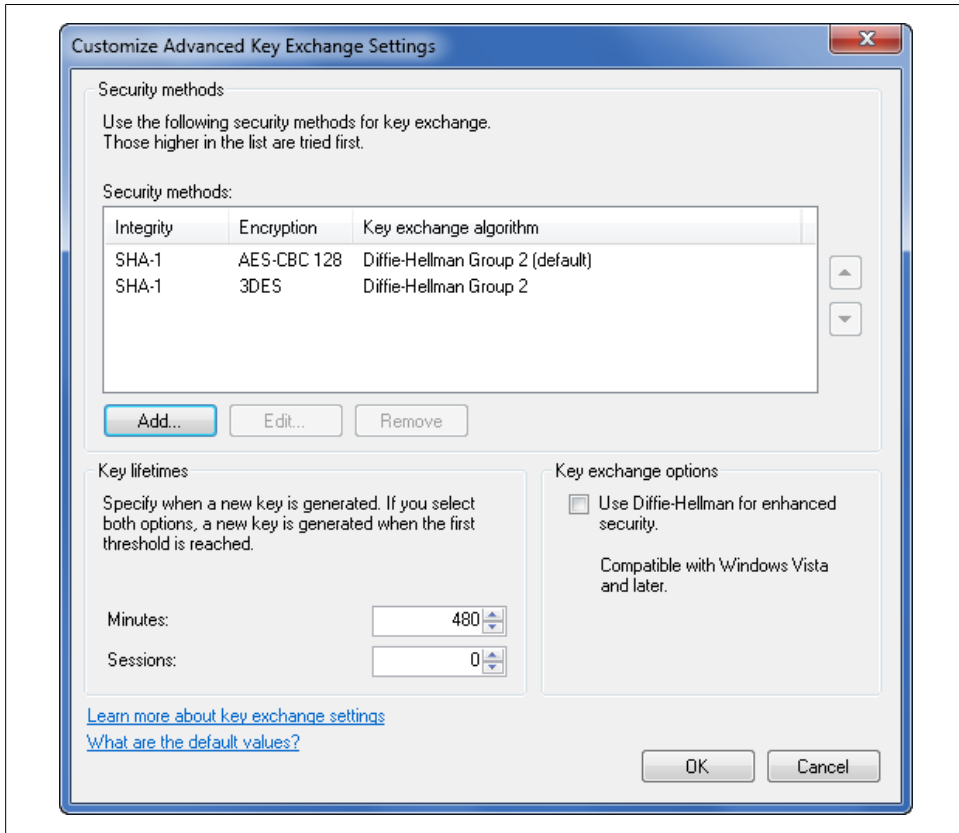 Customize Advanced Key Exchange Settings
Security methods
Use the following security methods for key exchange.
Those higher in the list are tried first.
Security methods:
Integrity Encryption Key exchange algorithm
SHA-1 AES-CBC 128 Diffie-Hellman Group 2 (default)
SHA-1 3DES Diffie-Hellman Group 2
Add... Edit... Remove
Key lifetimes
Specify when a new key is generated. If you select
both options, a new key is generated when the first
threshold is reached.
Minutes: 480
Sessions: 0
Key exchange options
Use Diffie-Hellman for enhanced
security.
Compatible with Windows Vista
and later.
Learn more about key exchange settings
What are the default values?
OK Cancel